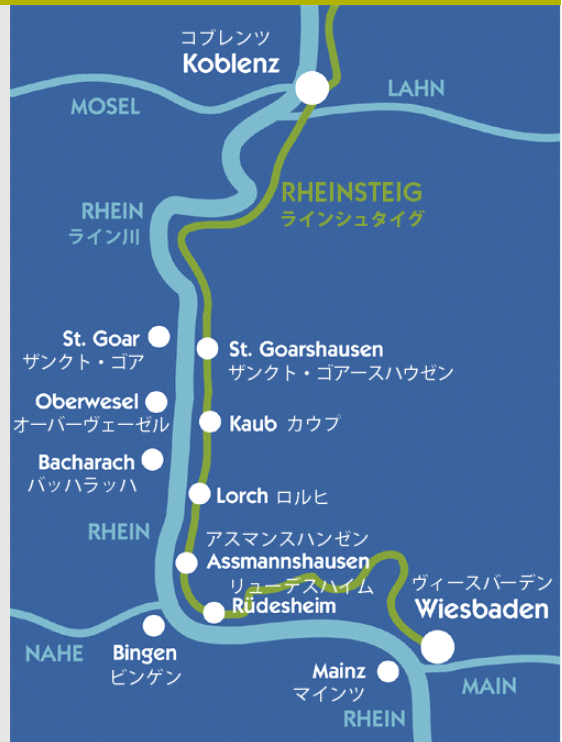 コブレンツ
Koblenz
MOSEL
LAHN
RHEINSTEIG
ラインシュタイグ
RHEIN
ライン川
St. Goar
ザンクト・ゴア
St. Goarshausen
ザンクト・ゴアースハウゼン
Oberwesel
オーバーヴェーゼル
Kaub カウプ
Bacharach
バッハラッハ
Lorch ロルヒ
RHEIN
アスマンスハンゼン
Assmannshausen
リューデスハイム
Rüdesheim
ヴィースバーデン
Wiesbaden
NAHE
Bingen
ビンゲン
Mainz
マインツ
MAIN
RHEIN